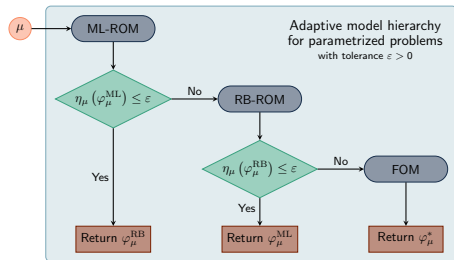 μ
ML-ROM
Adaptive model hierarchy
for parametrized problems
with tolerance ε > 0
η_μ (φ_μ^ML) ≤ ε
No
RB-ROM
Yes
η_μ (φ_μ^RB) ≤ ε
No
FOM
Yes
Return φ_μ^RB
Return φ_μ^ML
Return φ_μ^*